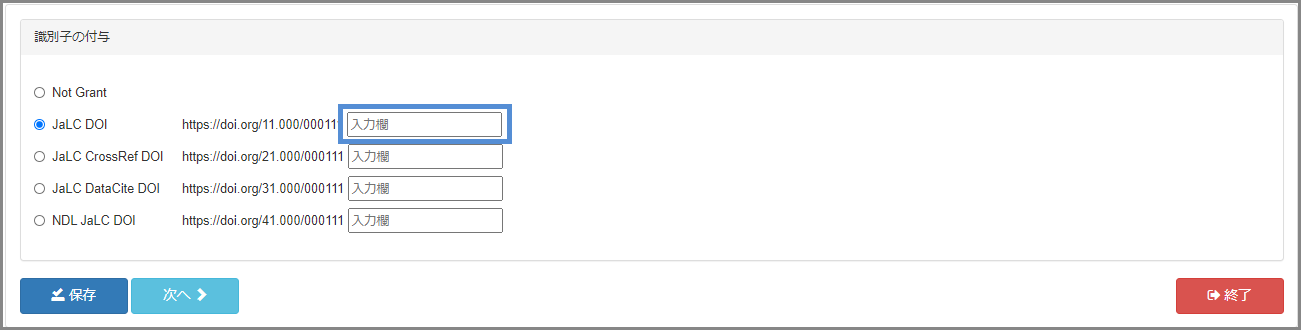 識別子の付与
Not Grant
JaLC DOI https://doi.org/11.000/000111 入力欄
JaLC CrossRef DOI https://doi.org/21.000/000111 入力欄
JaLC DataCite DOI https://doi.org/31.000/000111 入力欄
NDL JaLC DOI https://doi.org/41.000/000111 入力欄
保存 次へ 終了